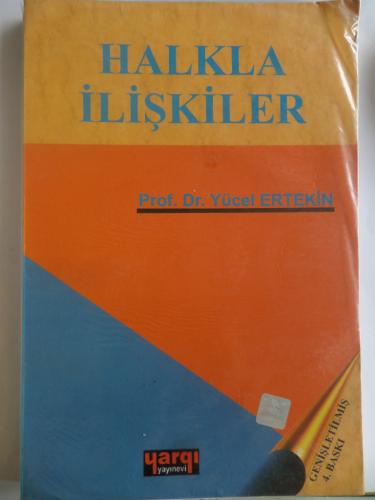 HALKLA
İLİŞKİLER
Prof. Dr. Yücel ERTEKİN
GENİŞLETİLMİŞ
4. BASKI
yargı
yayınevi